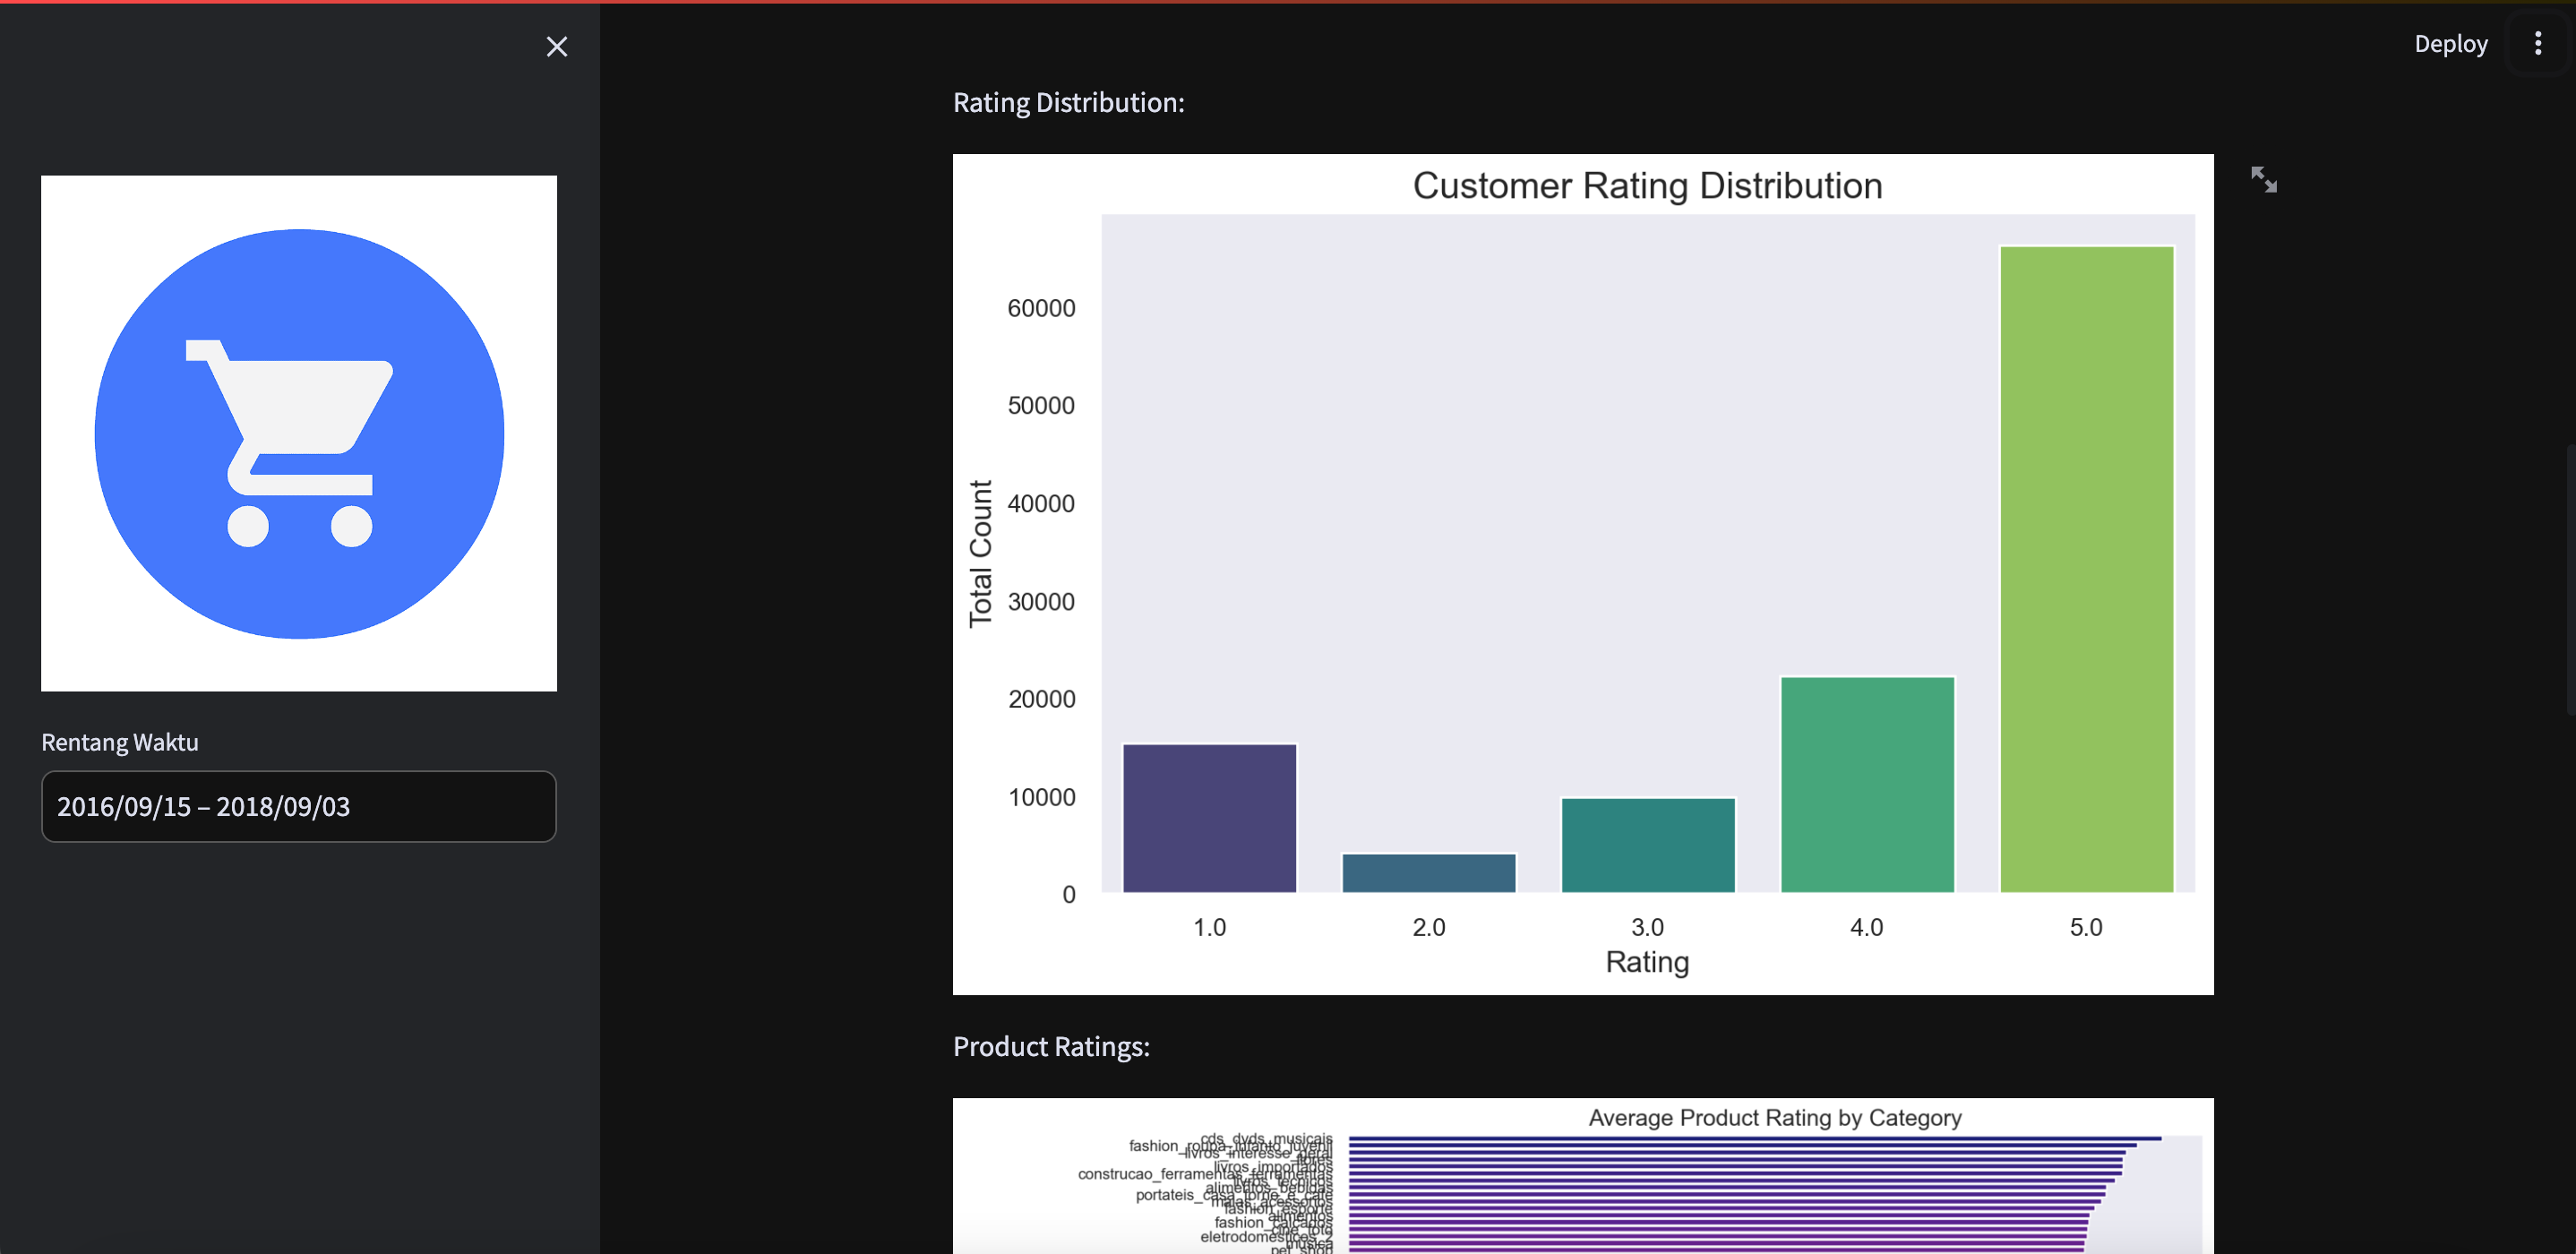 Deploy
Rentang Waktu
2016/09/15 – 2018/09/03
Rating Distribution:
Customer Rating Distribution
Total Count
60000
50000
40000
30000
20000
10000
0
1.0 2.0 3.0 4.0 5.0
Rating
Product Ratings:
Average Product Rating by Category
cds_dvds_musicais
fashion_roupa_infanto_juvenil
livros_interesse_geral
flores
livros_importados
construcao_ferramentas_ferramentas
livros_tecnicos
alimentos_bebidas
portateis_casa_forno_e_cafe
malas_acessorios
fashion_esporte
alimentos
fashion_calcados
cine_foto
eletrodomesticos_2
musica
pet_shop